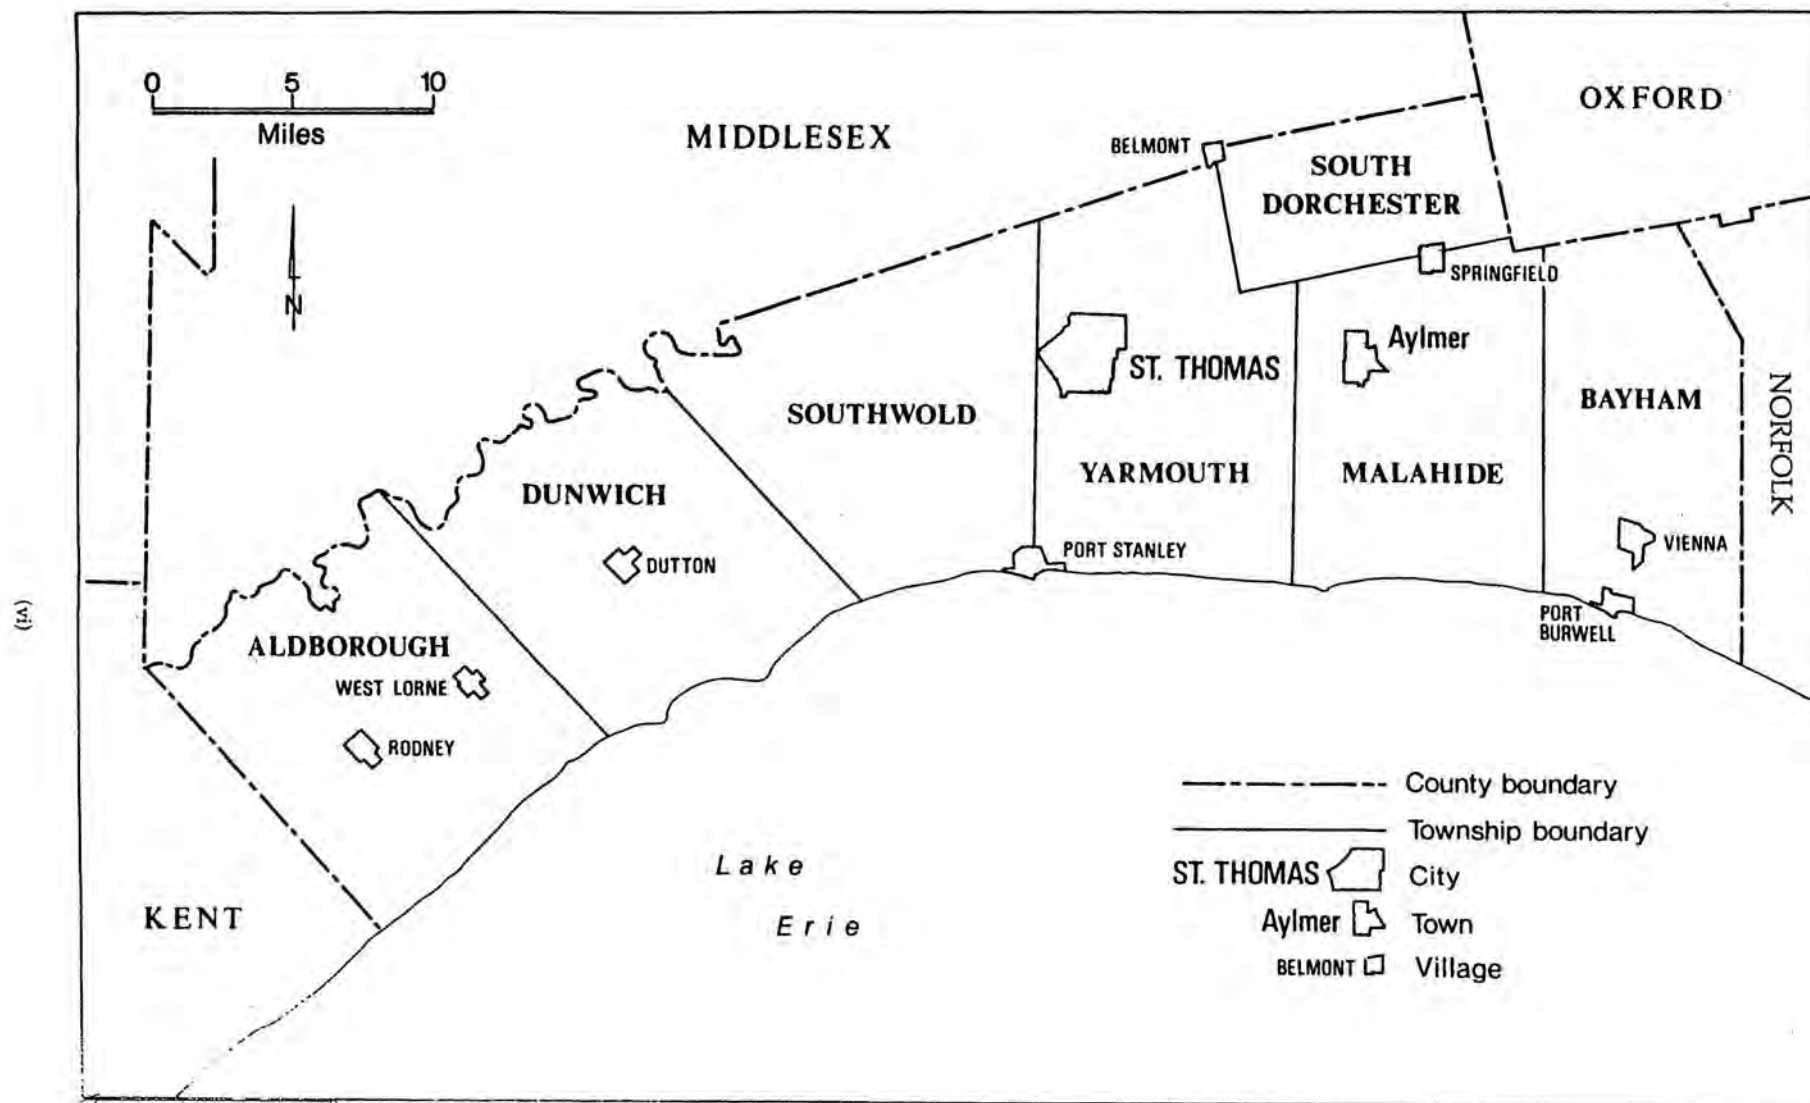 0 5 10
Miles
N
MIDDLESEX
OXFORD
BELMONT
SOUTH
DORCHESTER
SPRINGFIELD
Aylmer
ST. THOMAS
SOUTHWOLD
BAYHAM
NORFOLK
YARMOUTH
MALAHIDE
DUNWICH
DUTTON
PORT STANLEY
VIENNA
PORT
BURWELL
ALDBOROUGH
WEST LORNE
RODNEY
KENT
Lake
Erie
County boundary
Township boundary
ST. THOMAS City
Aylmer Town
BELMONT Village
(vi)